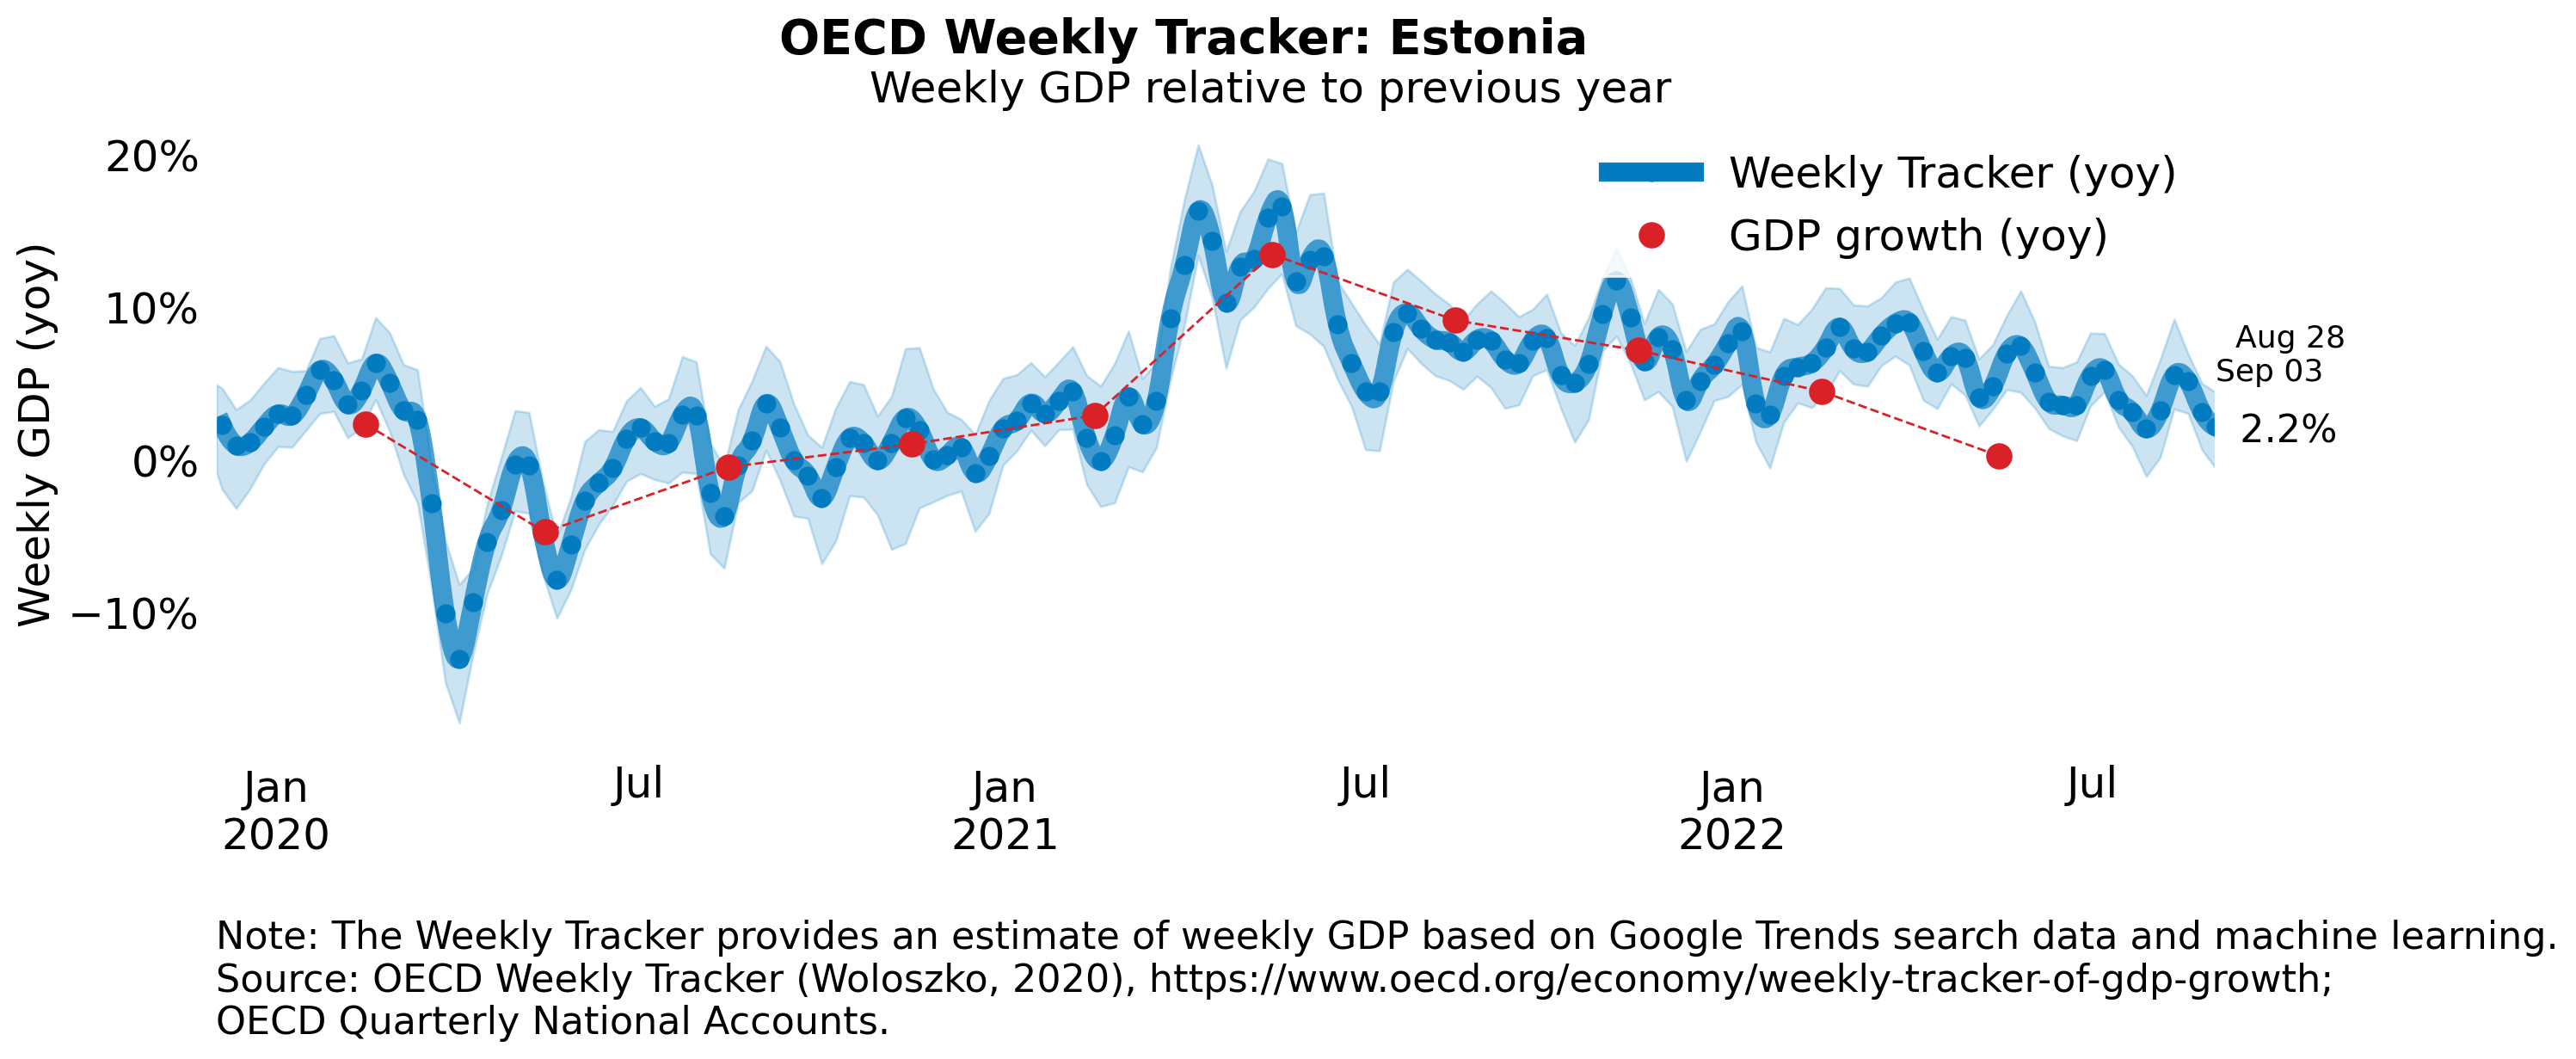 OECD Weekly Tracker: Estonia
Weekly GDP relative to previous year
Weekly GDP (yoy)
20%
10%
0%
−10%
Weekly Tracker (yoy)
GDP growth (yoy)
Aug 28
Sep 03
2.2%
Jan
2020
Jul
Jan
2021
Jul
Jan
2022
Jul
Note: The Weekly Tracker provides an estimate of weekly GDP based on Google Trends search data and machine learning.
Source: OECD Weekly Tracker (Woloszko, 2020), https://www.oecd.org/economy/weekly-tracker-of-gdp-growth;
OECD Quarterly National Accounts.